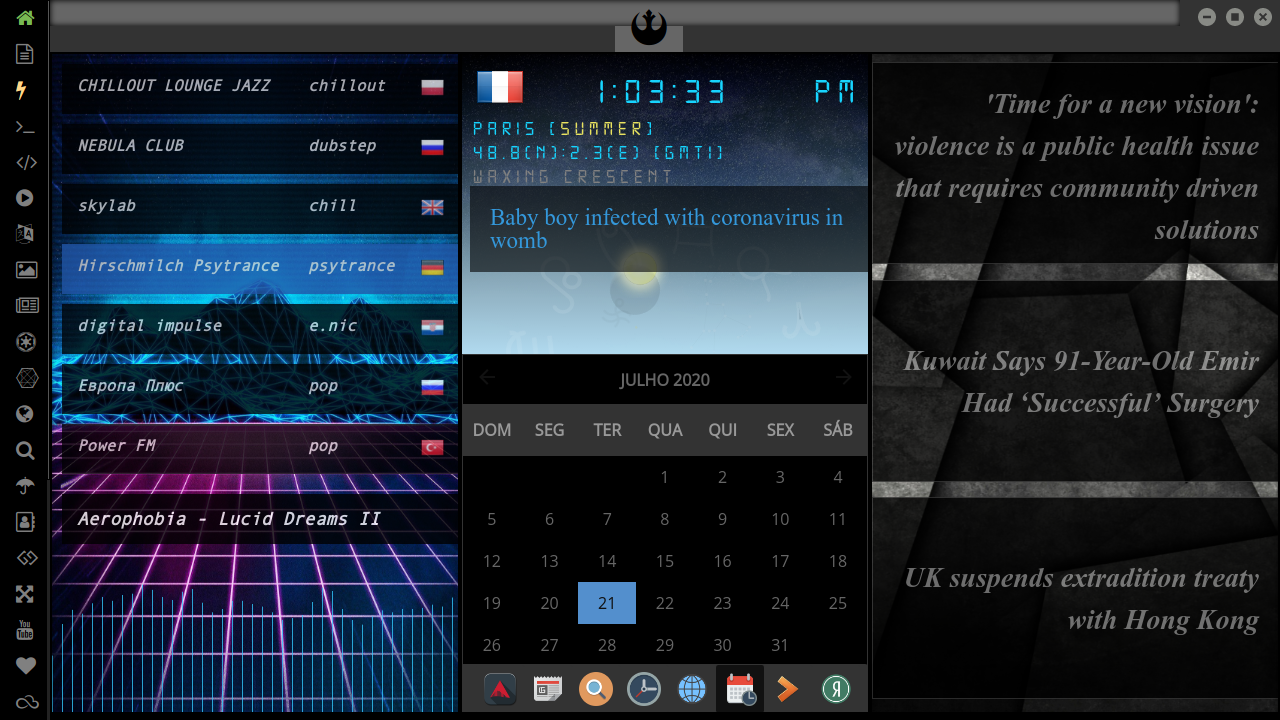 CHILLOUT LOUNGE JAZZ chillout
NEBULA CLUB dubstep
skylab chill
Hirschmilch Psytrance psytrance
digital impulse e.nic
Европа Плюс pop
Power FM pop
Aerophobia - Lucid Dreams II
1:03:33 PM
PARIS [SUMMER]
48.8(N):2.3(E) [GMT1]
WAXING CRESCENT
Baby boy infected with coronavirus in
womb
JULHO 2020
DOM SEG TER QUA QUI SEX SÁB
1 2 3 4
5 6 7 8 9 10 11
12 13 14 15 16 17 18
19 20 21 22 23 24 25
26 27 28 29 30 31
Я
'Time for a new vision':
violence is a public health issue
that requires community driven
solutions
Kuwait Says 91-Year-Old Emir
Had ‘Successful’ Surgery
UK suspends extradition treaty
with Hong Kong
You
Tube